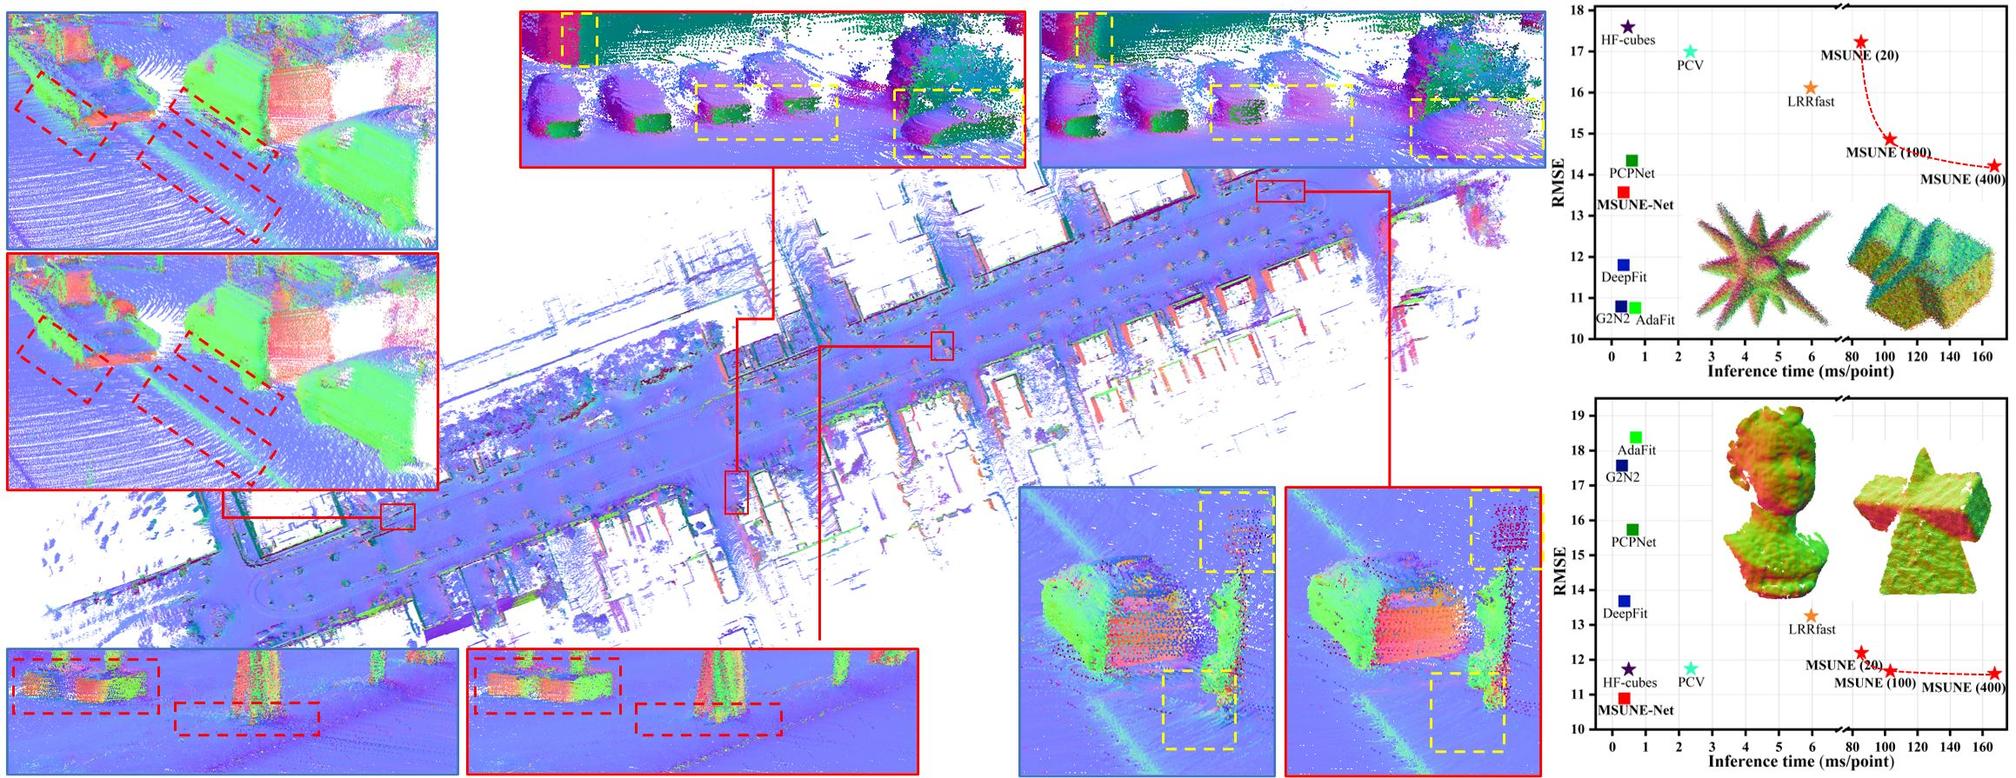 18
17
16
15
14
13
12
11
10
RMSE
HF-cubes
PCV
MSUNE (20)
LRRfast
MSUNE (100)
MSUNE (400)
PCPNet
MSUNE-Net
DeepFit
G2N2
AdaFit
0 1 2 3 4 5 6 80 100 120 140 160
Inference time (ms/point)
19
18
17
16
15
14
13
12
11
10
RMSE
AdaFit
G2N2
PCPNet
DeepFit
LRRfast
HF-cubes
PCV
MSUNE (20)
MSUNE (100)
MSUNE (400)
MSUNE-Net
0 1 2 3 4 5 6 80 100 120 140 160
Inference time (ms/point)